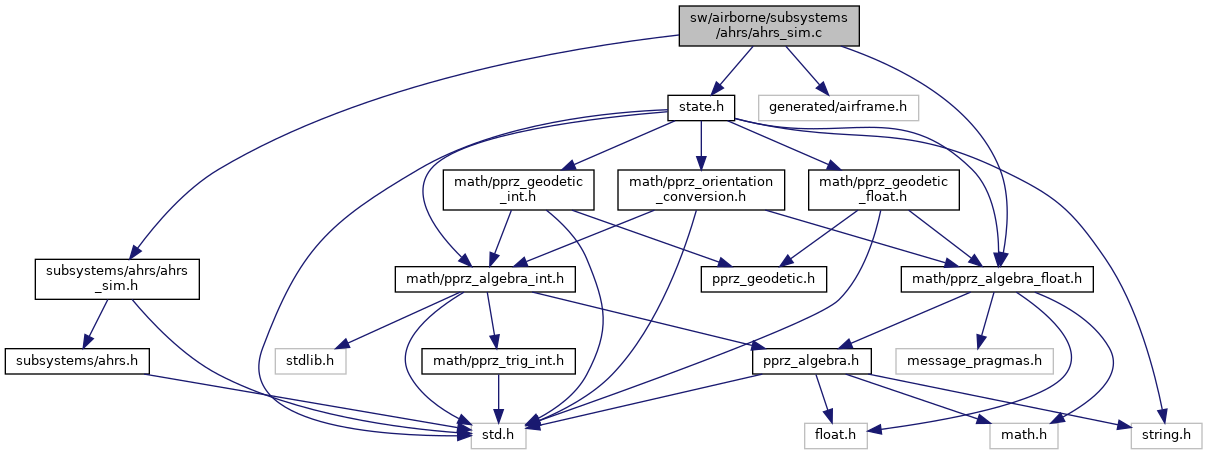 sw/airborne/subsystems
/ahrs/ahrs_sim.c
state.h
generated/airframe.h
math/pprz_geodetic
_int.h
math/pprz_orientation
_conversion.h
math/pprz_geodetic
_float.h
subsystems/ahrs/ahrs
_sim.h
math/pprz_algebra_int.h
pprz_geodetic.h
math/pprz_algebra_float.h
subsystems/ahrs.h
stdlib.h
math/pprz_trig_int.h
pprz_algebra.h
message_pragmas.h
std.h
float.h
math.h
string.h